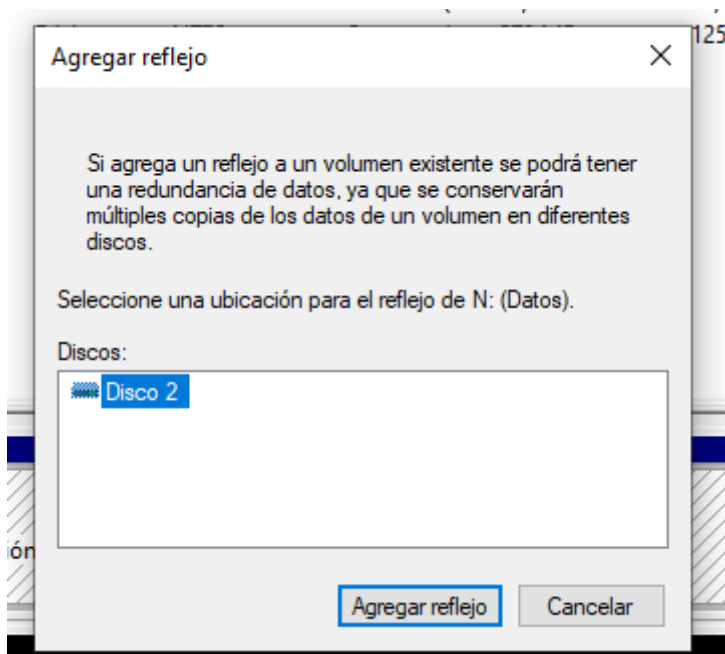 125
Agregar reflejo
Si agrega un reflejo a un volumen existente se podrá tener
una redundancia de datos, ya que se conservarán
múltiples copias de los datos de un volumen en diferentes
discos.
Seleccione una ubicación para el reflejo de N: (Datos).
Discos:
Disco 2
ión
Agregar reflejo Cancelar